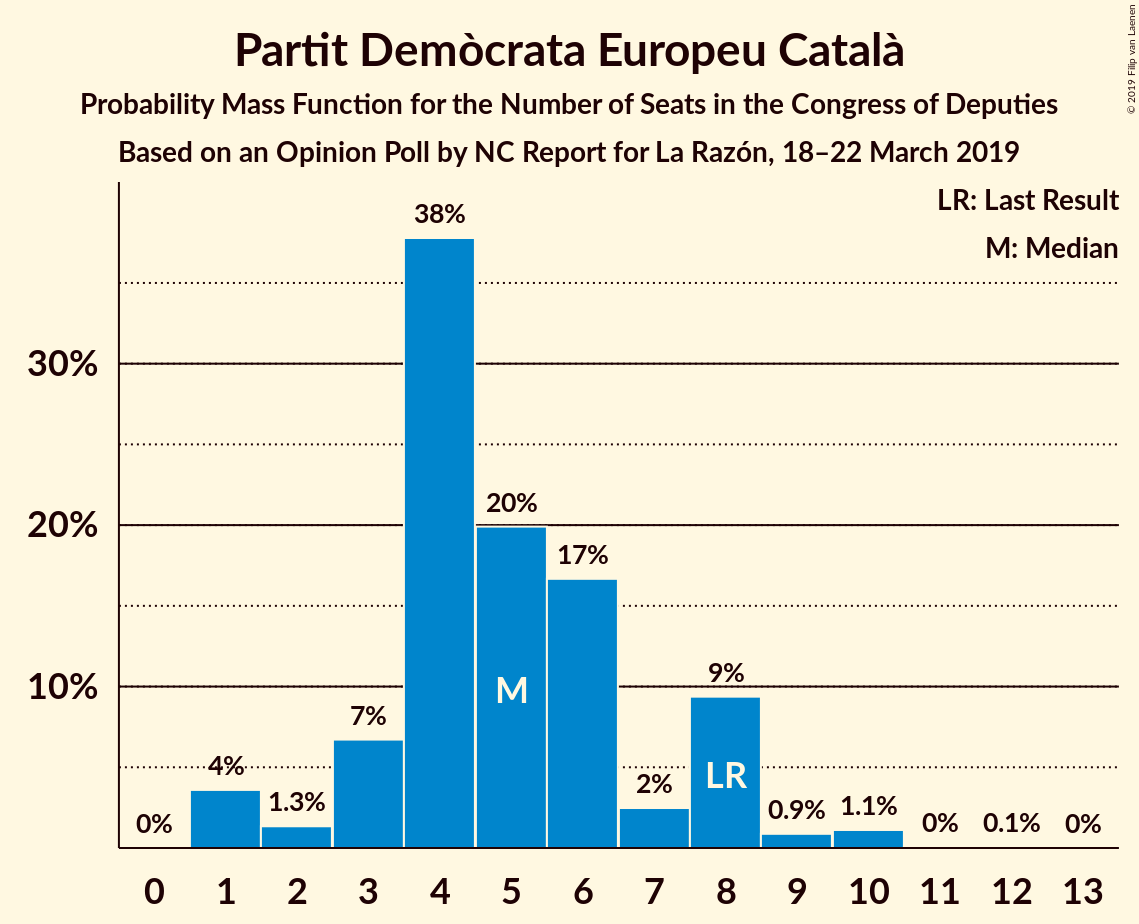 Partit Demòcrata Europeu Català
Probability Mass Function for the Number of Seats in the Congress of Deputies
Based on an Opinion Poll by NC Report for La Razón, 18–22 March 2019
© 2019 Filip van Laenen
LR: Last Result
M: Median
38%
30%
20%
20%
17%
10%
9%
M
7%
4%
LR
2%
1.3%
0.9%
1.1%
0%
0%
0.1%
0%
0 1 2 3 4 5 6 7 8 9 10 11 12 13